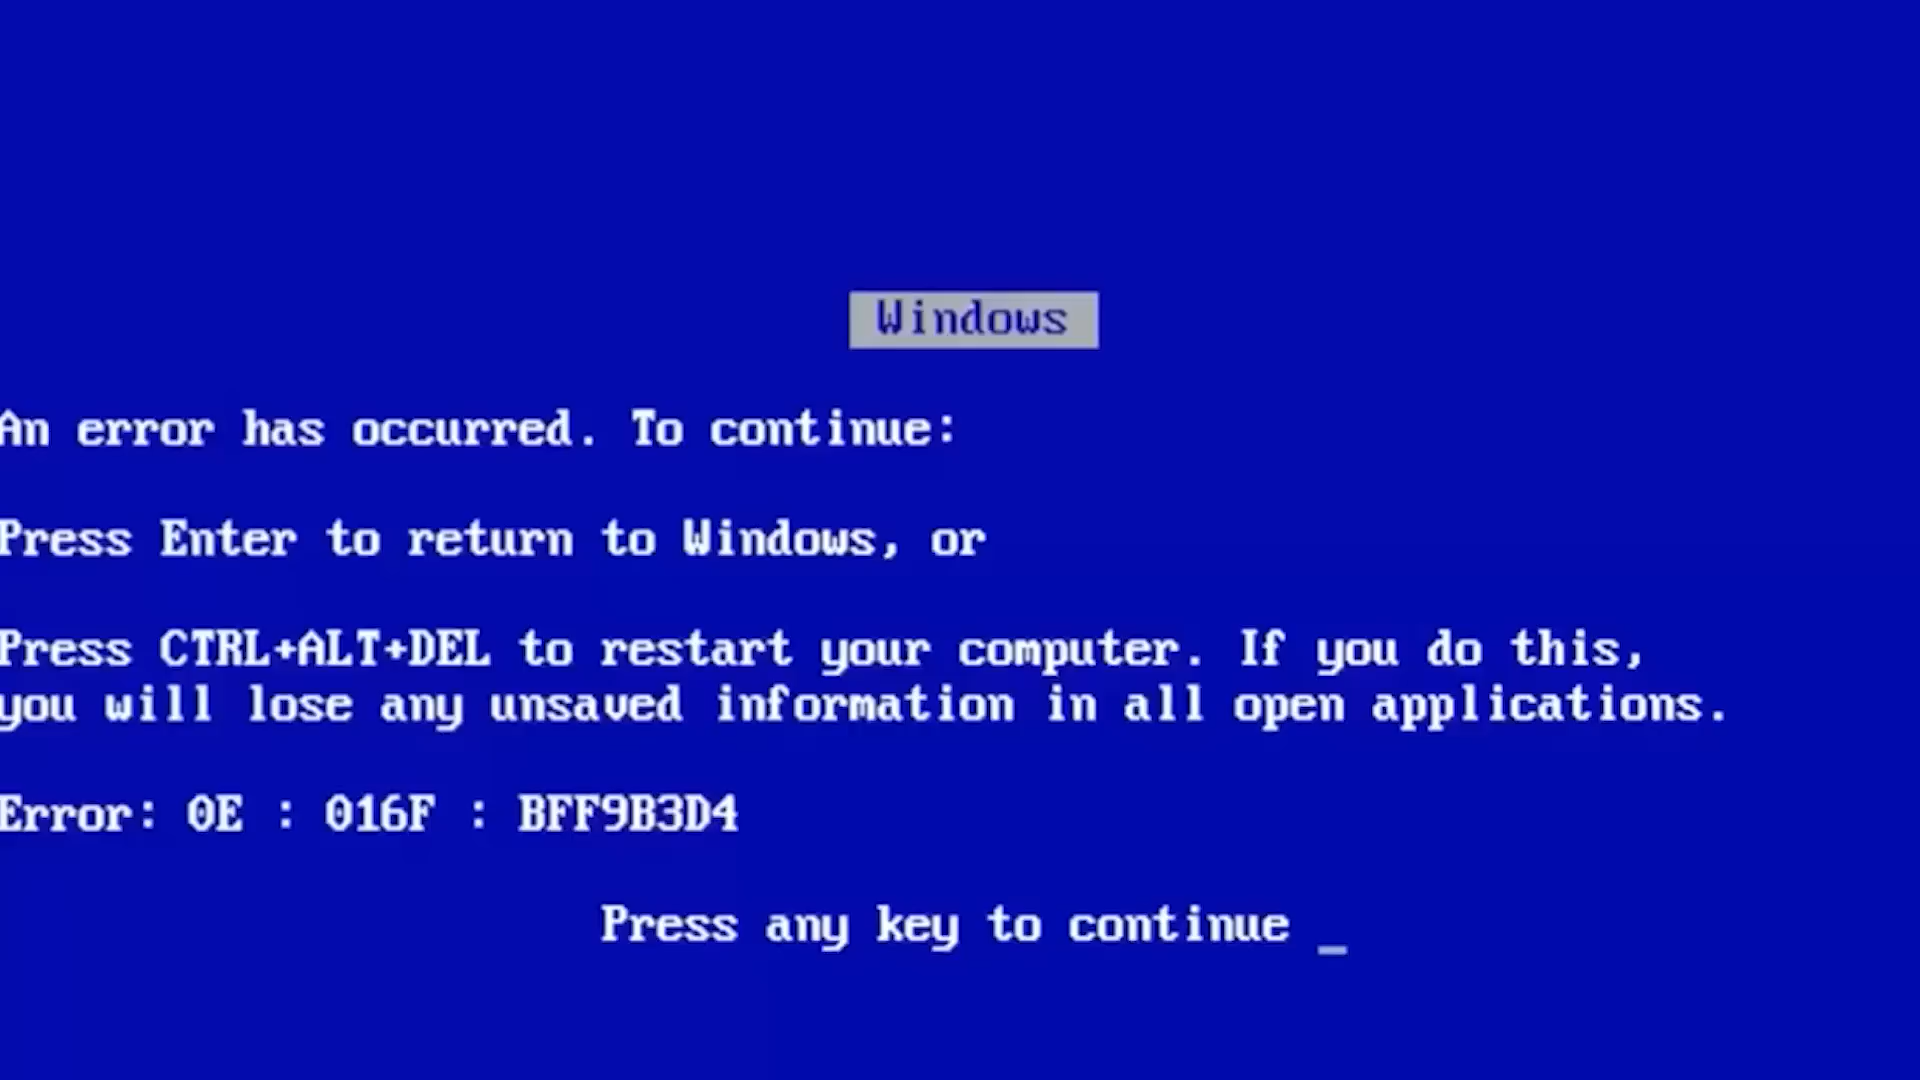 Windows
An error has occurred. To continue:
Press Enter to return to Windows, or
Press CTRL+ALT+DEL to restart your computer. If you do this,
you will lose any unsaved information in all open applications.
Error: 0E : 016F : BFF9B3D4
Press any key to continue _